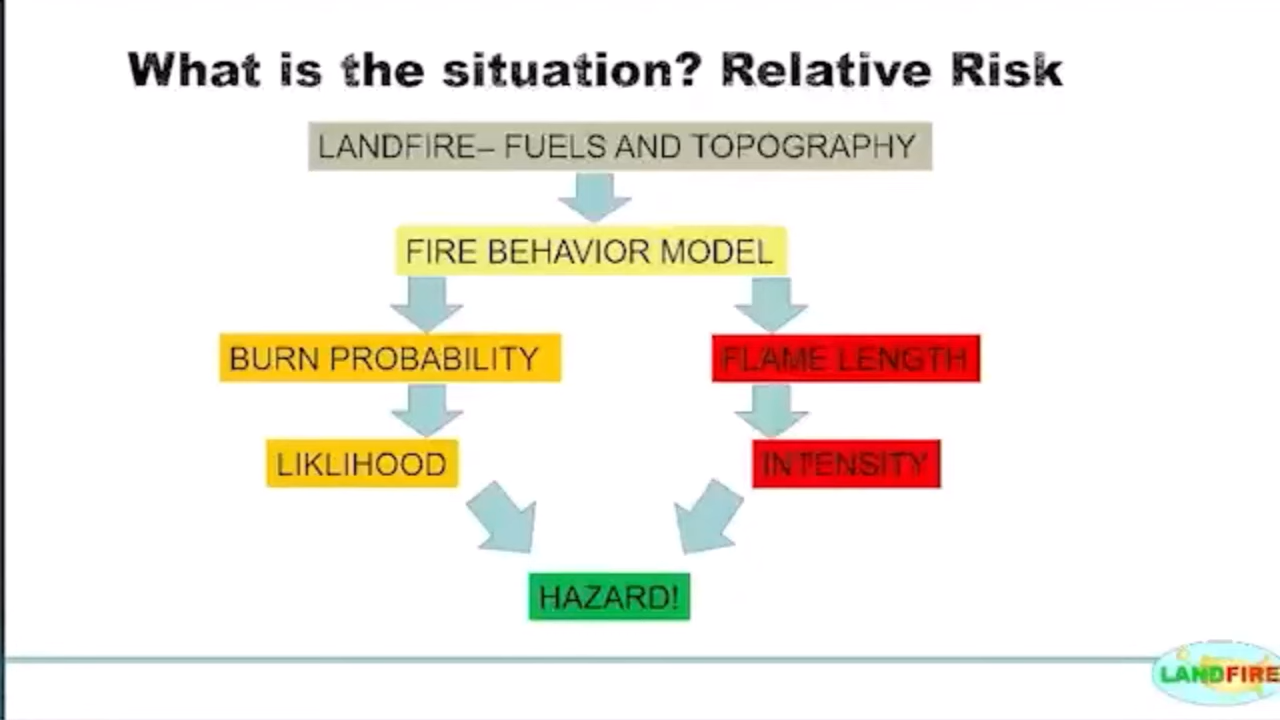 What is the situation? Relative Risk
LANDFIRE– FUELS AND TOPOGRAPHY
FIRE BEHAVIOR MODEL
BURN PROBABILITY
FLAME LENGTH
LIKLIHOOD
INTENSITY
HAZARD!
LANDFIRE